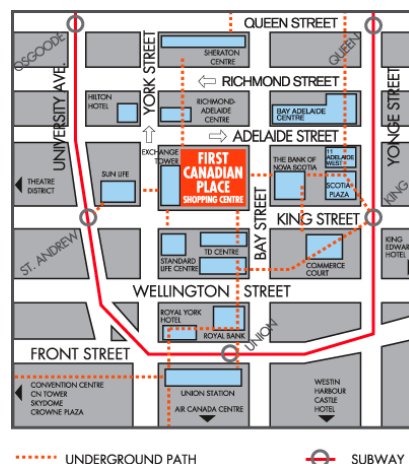 QUEEN STREET
OSGOODE
QUEEN
SHERATON
CENTRE
UNIVERSITY AVE.
YORK STREET
RICHMOND STREET
YONGE STREET
HILTON
HOTEL
RICHMOND-
ADELAIDE
CENTRE
BAY ADELAIDE
CENTRE
ADELAIDE STREET
EXCHANGE
TOWER
FIRST
CANADIAN
PLACE
SHOPPING CENTRE
THE BANK OF
NOVA SCOTIA
11
ADELAIDE
WEST
SCOTIA
PLAZA
SUN LIFE
THEATRE
DISTRICT
BAY STREET
KING STREET
KING
ST. ANDREW
STANDARD
LIFE CENTRE
TD CENTRE
COMMERCE
COURT
KING
EDWARD
HOTEL
WELLINGTON STREET
ROYAL YORK
HOTEL
ROYAL BANK
UNION
FRONT STREET
CONVENTION CENTRE
CN TOWER
SKYDOME
CROWNE PLAZA
UNION STATION
AIR CANADA CENTRE
WESTIN
HARBOUR
CASTLE
HOTEL
UNDERGROUND PATH
SUBWAY